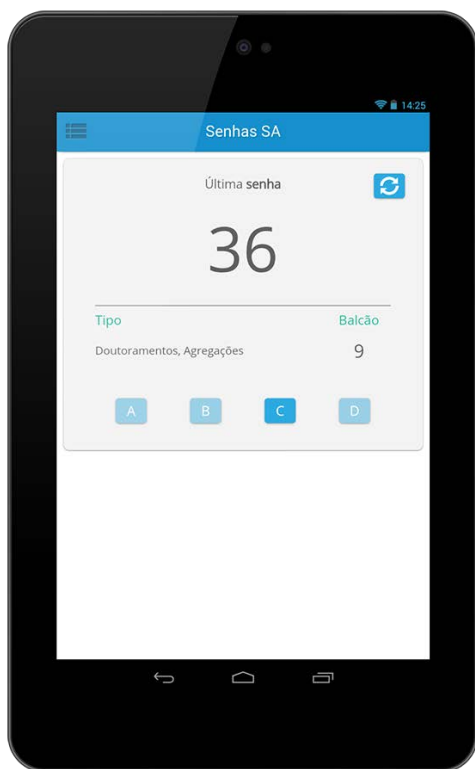 14:25
Senhas SA
Última senha
36
Tipo Balcão
Doutoramentos, Agregações 9
A B C D